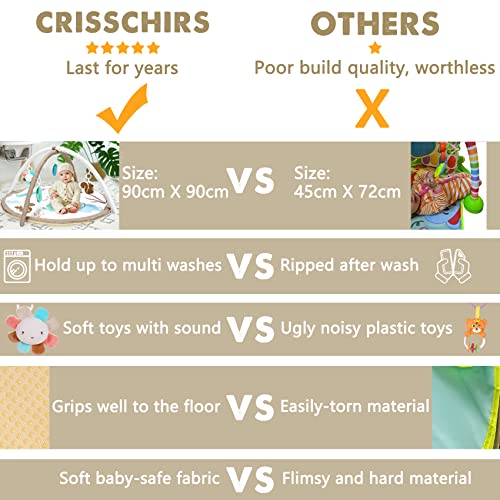 CRISSCHIRS
Last for years
OTHERS
Poor build quality, worthless
X
Size:
90cm X 90cm
VS
Size:
45cm X 72cm
Hold up to multi washes VS Ripped after wash
Soft toys with sound VS Ugly noisy plastic toys
Grips well to the floor VS Easily-torn material
Soft baby-safe fabric VS Flimsy and hard material